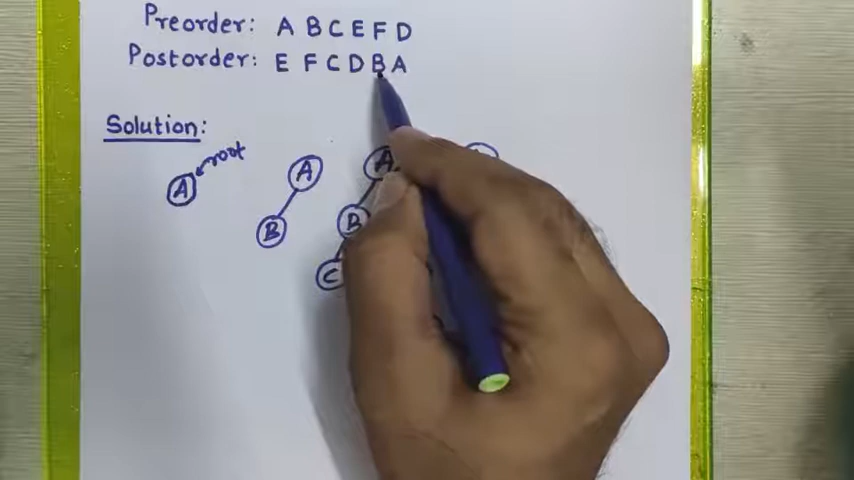 Preorder: A B C E F D
Postorder: E F C D B A
Solution:
A root
A
B
A
B
C